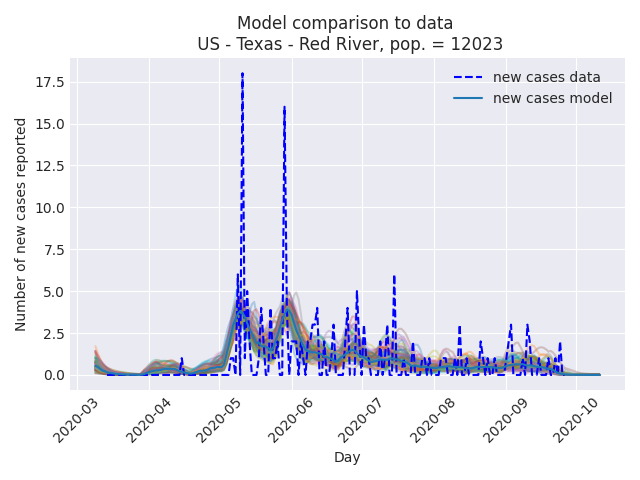 Model comparison to data
US - Texas - Red River, pop. = 12023
new cases data
new cases model
Number of new cases reported
17.5
15.0
12.5
10.0
7.5
5.0
2.5
0.0
2020-03
2020-04
2020-05
2020-06
2020-07
2020-08
2020-09
2020-10
Day